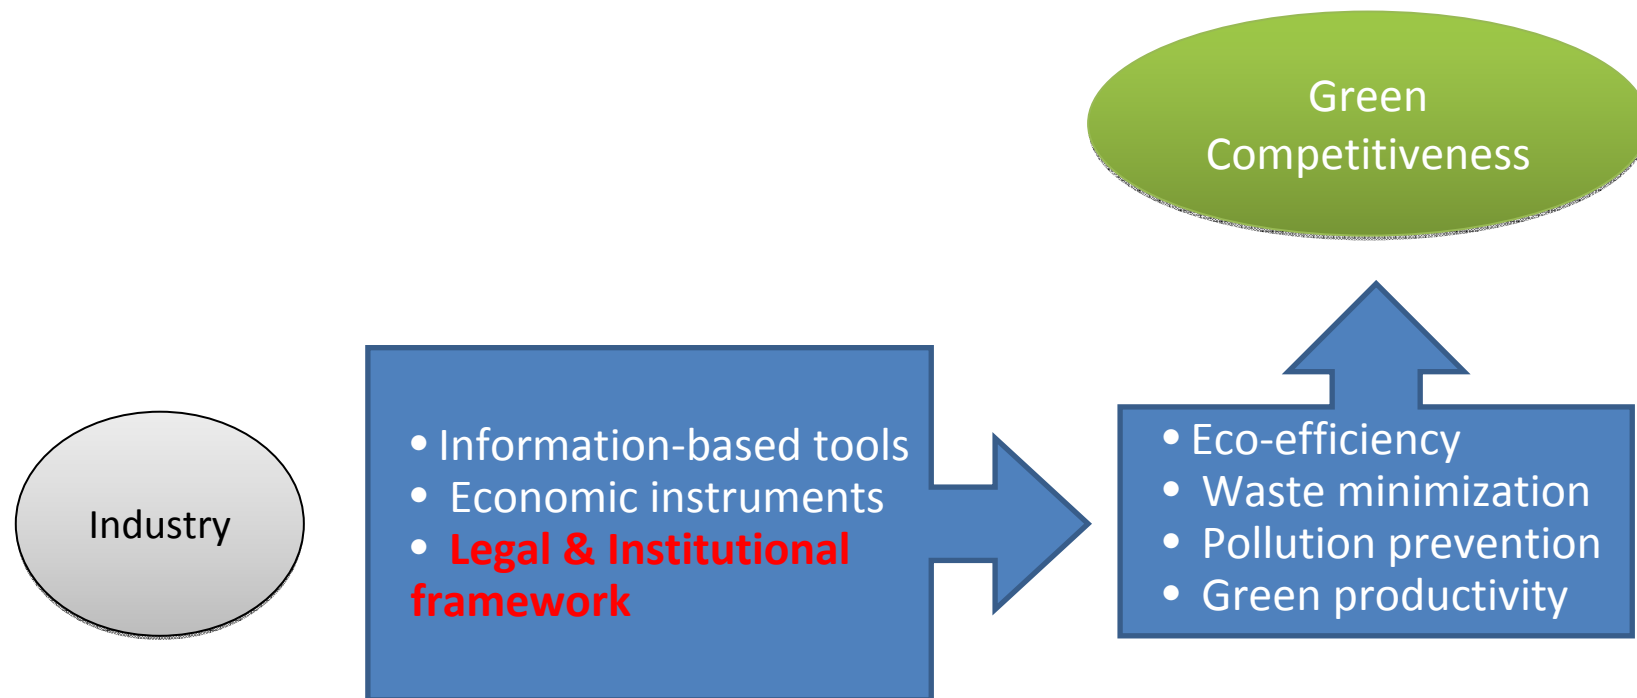 Green
Competitiveness
Industry
• Information-based tools
• Economic instruments
• Legal & Institutional
framework
• Eco-efficiency
• Waste minimization
• Pollution prevention
• Green productivity